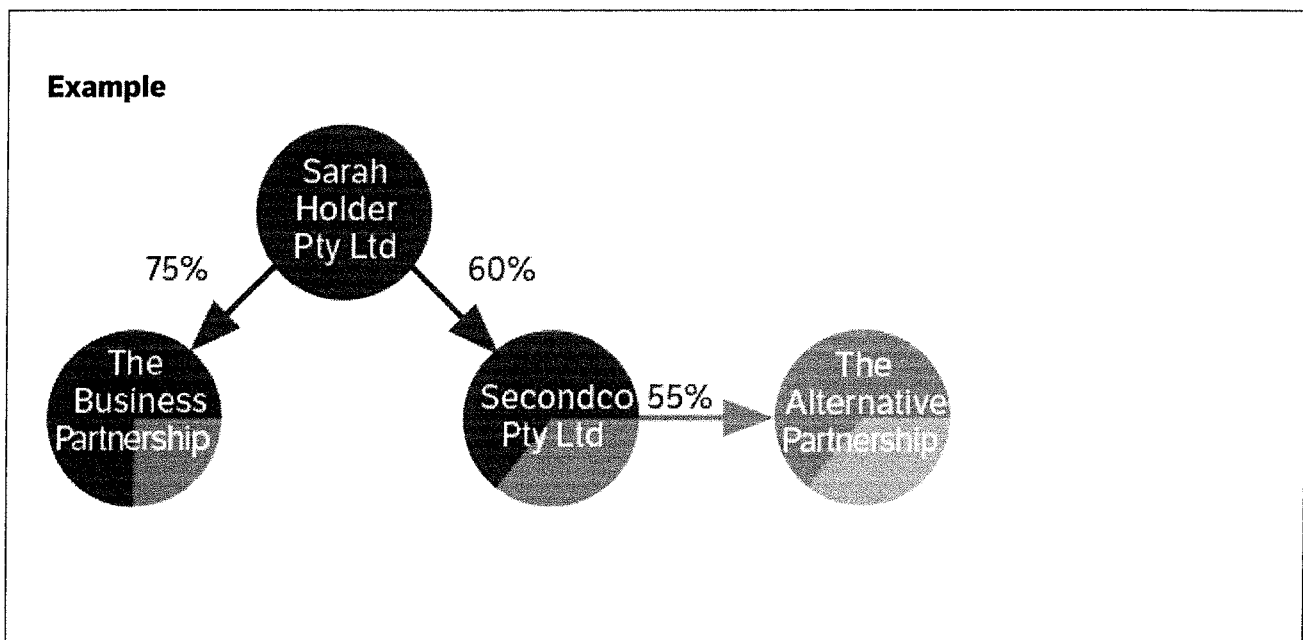 Example
Sarah
Holder
Pty Ltd
75%
60%
The
Business
Partnership
Secondco
Pty Ltd
55%
The
Alternative
Partnership